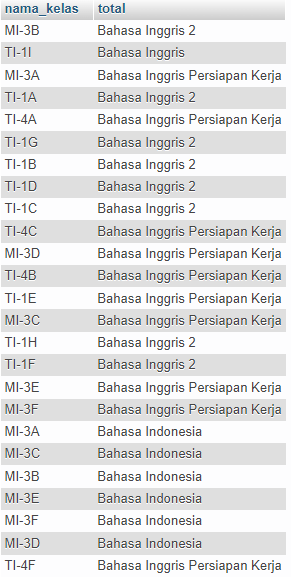 nama_kelas total
MI-3B Bahasa Inggris 2
TI-1I Bahasa Inggris
MI-3A Bahasa Inggris Persiapan Kerja
TI-1A Bahasa Inggris 2
TI-4A Bahasa Inggris Persiapan Kerja
TI-1G Bahasa Inggris 2
TI-1B Bahasa Inggris 2
TI-1D Bahasa Inggris 2
TI-1C Bahasa Inggris 2
TI-4C Bahasa Inggris Persiapan Kerja
MI-3D Bahasa Inggris Persiapan Kerja
TI-4B Bahasa Inggris Persiapan Kerja
TI-1E Bahasa Inggris Persiapan Kerja
MI-3C Bahasa Inggris Persiapan Kerja
TI-1H Bahasa Inggris 2
TI-1F Bahasa Inggris 2
MI-3E Bahasa Inggris Persiapan Kerja
MI-3F Bahasa Inggris Persiapan Kerja
MI-3A Bahasa Indonesia
MI-3C Bahasa Indonesia
MI-3B Bahasa Indonesia
MI-3E Bahasa Indonesia
MI-3F Bahasa Indonesia
MI-3D Bahasa Indonesia
TI-4F Bahasa Inggris Persiapan Kerja